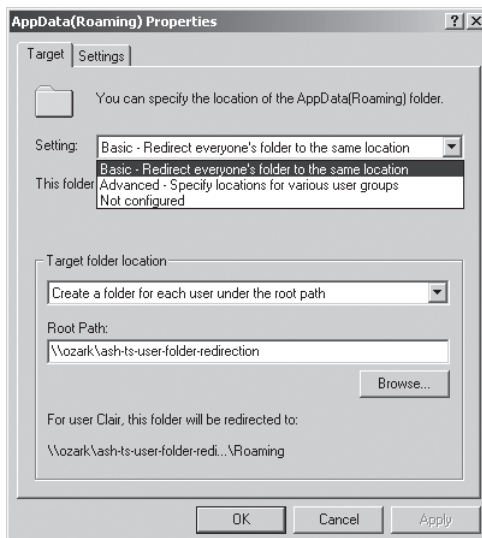 AppData(Roaming) Properties
Target
Settings
You can specify the location of the AppData(Roaming) folder.
Setting:
Basic - Redirect everyone's folder to the same location
Basic - Redirect everyone's folder to the same location
This folder
Advanced - Specify locations for various user groups
Not configured
Target folder location
Create a folder for each user under the root path
Root Path:
\\ozark\ash-ts-user-folder-redirection
Browse...
For user Clair, this folder will be redirected to:
\\ozark\ash-ts-user-folder-redi...\Roaming
OK
Cancel
Apply